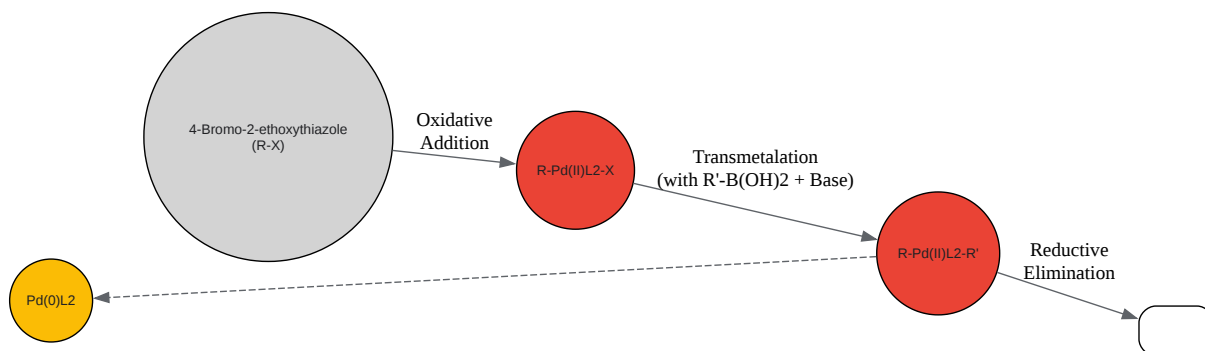 4-Bromo-2-ethoxythiazole
(R-X)
Oxidative
Addition
R-Pd(II)L2-X
Transmetalation
(with R'-B(OH)2 + Base)
R-Pd(II)L2-R'
Reductive
Elimination
Pd(0)L2